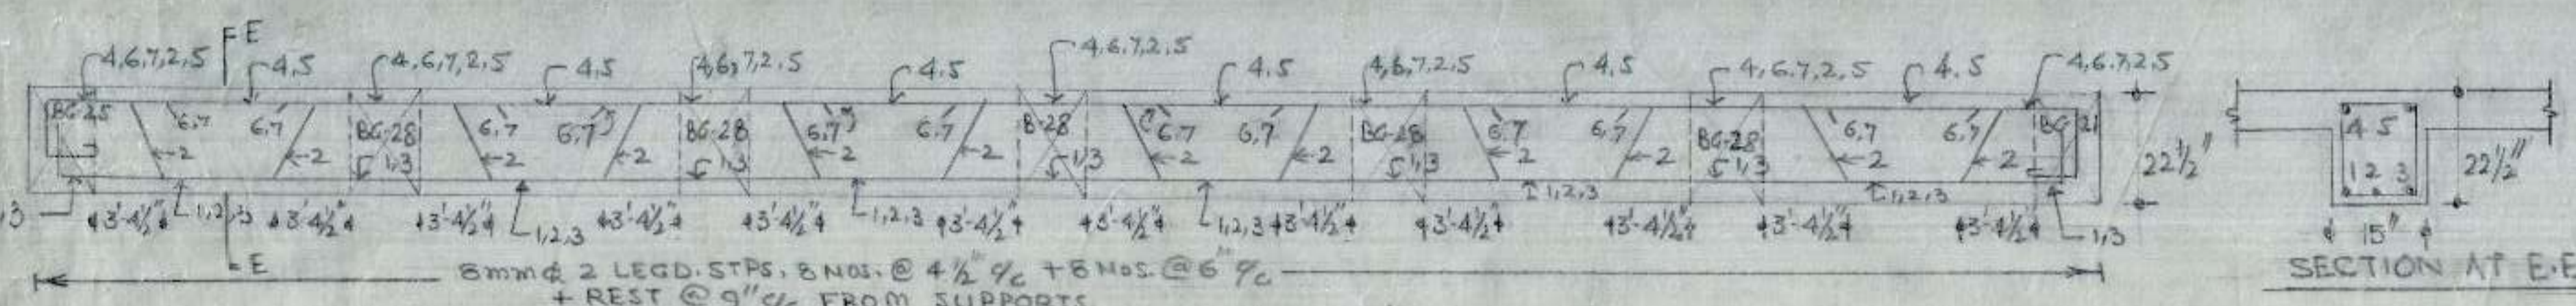 E
4,6,7,2,5 4,5 4,6,7,2,5 4,5 4,6,7,2,5 4,5 4,6,7,2,5 4,5 4,6,7,2,5 4,5 4,6,7,2,5 4,5 4,6,7,2,5
BG-25 6,7 6,7 BG-28 6,7 6,7 BG-28 6,7 6,7 B-28 6,7 6,7 BG-28 6,7 6,7 BG-28 6,7 6,7 BG-21
2 2 1,3 2 2 1,3 2 2 1,3 2 2 1,3 2 2 1,3 2 2
22½" 4 5
1 2 3 22½"
3 3'-4½" 1,2,3 3'-4½" 3'-4½" 1,2,3 3'-4½" 3'-4½" 1,2,3 3'-4½" 3'-4½" 1,2,3 3'-4½" 3'-4½" 1,2,3 3'-4½" 3'-4½" 1,2,3 3'-4½" 1,3
15"
E
8mmϕ 2 LEGD. STPS, 8 NOS. @ 4½" c/c + 8 NOS. @ 6" c/c
+ REST @ 9" c/c FROM SUPPORTS
SECTION AT E.E